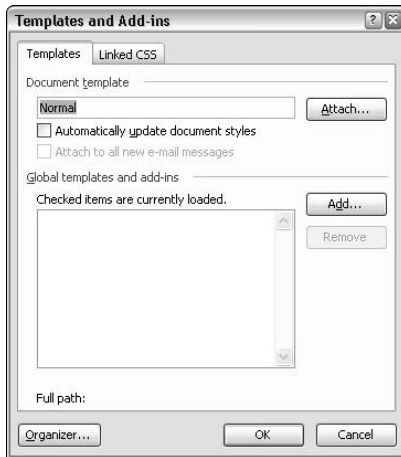 Templates and Add-ins
Templates
Linked CSS
Document template
Normal
Attach...
Automatically update document styles
Attach to all new e-mail messages
Global templates and add-ins
Checked items are currently loaded.
Add...
Remove
Full path:
Organizer...
OK
Cancel